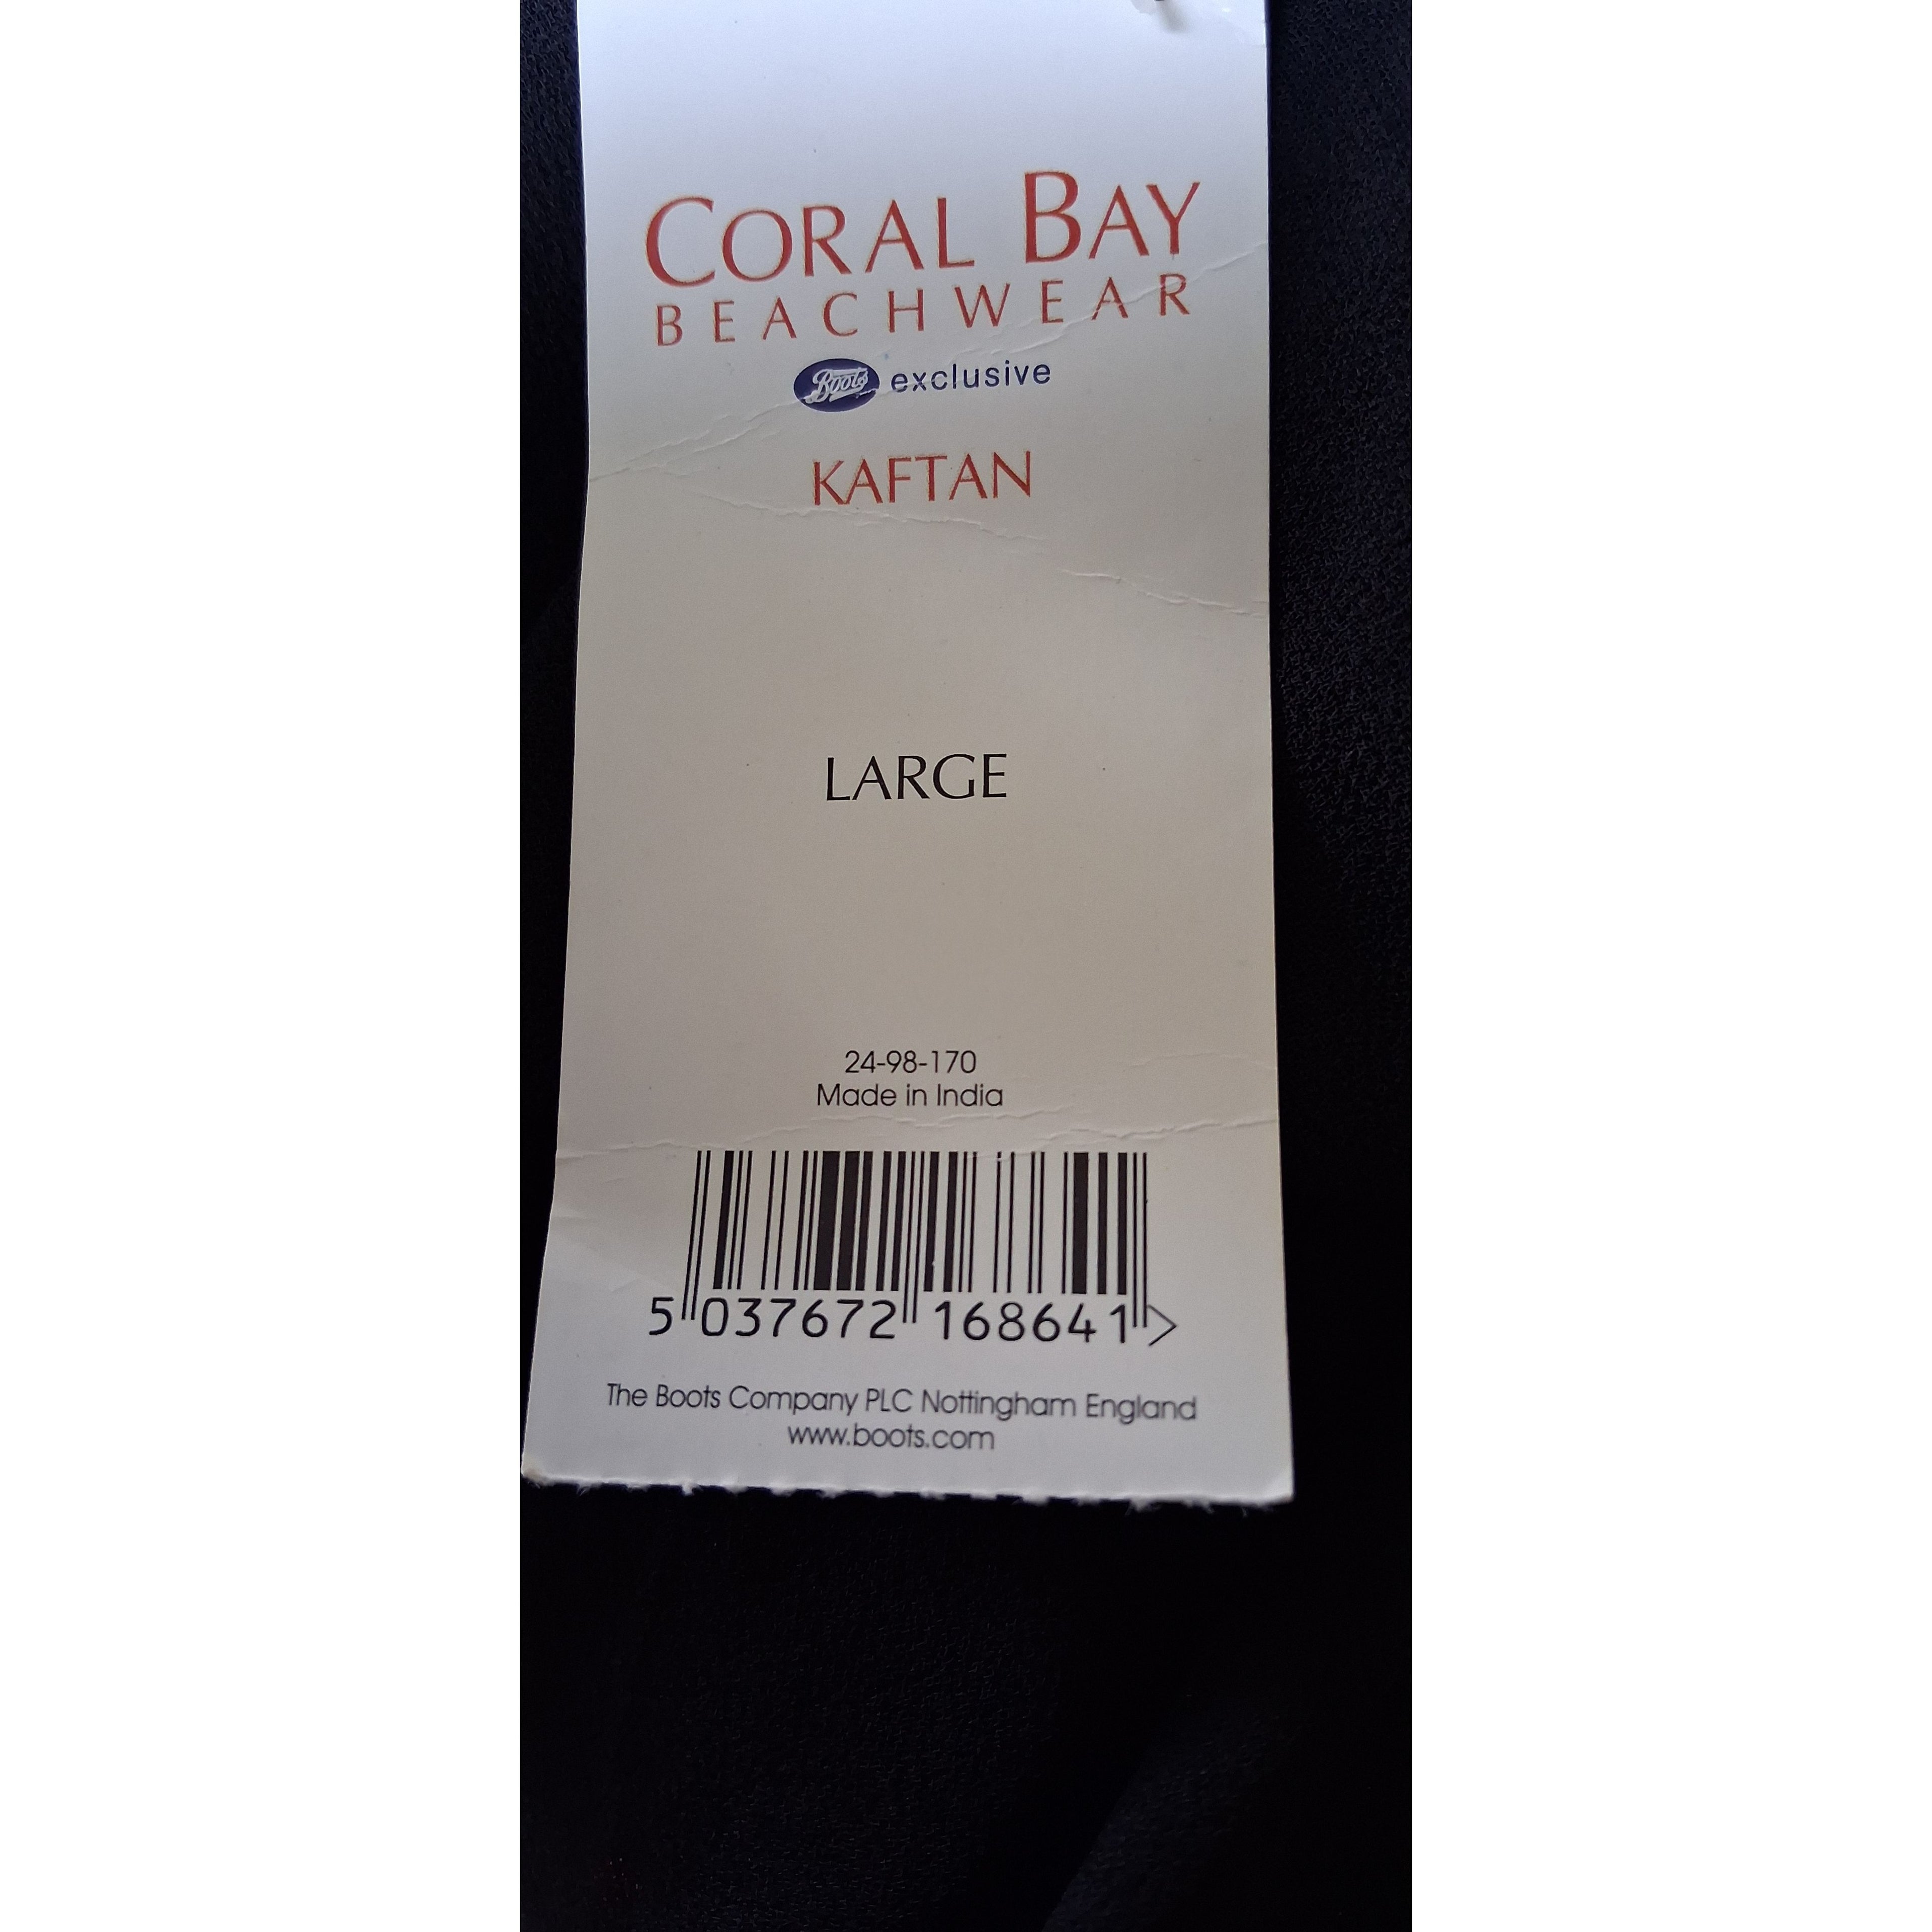 CORAL BAY
BEACHWEAR
Boots exclusive
KAFTAN
LARGE
24-98-170
Made in India
5 037672 168641 >
The Boots Company PLC Nottingham England
www.boots.com